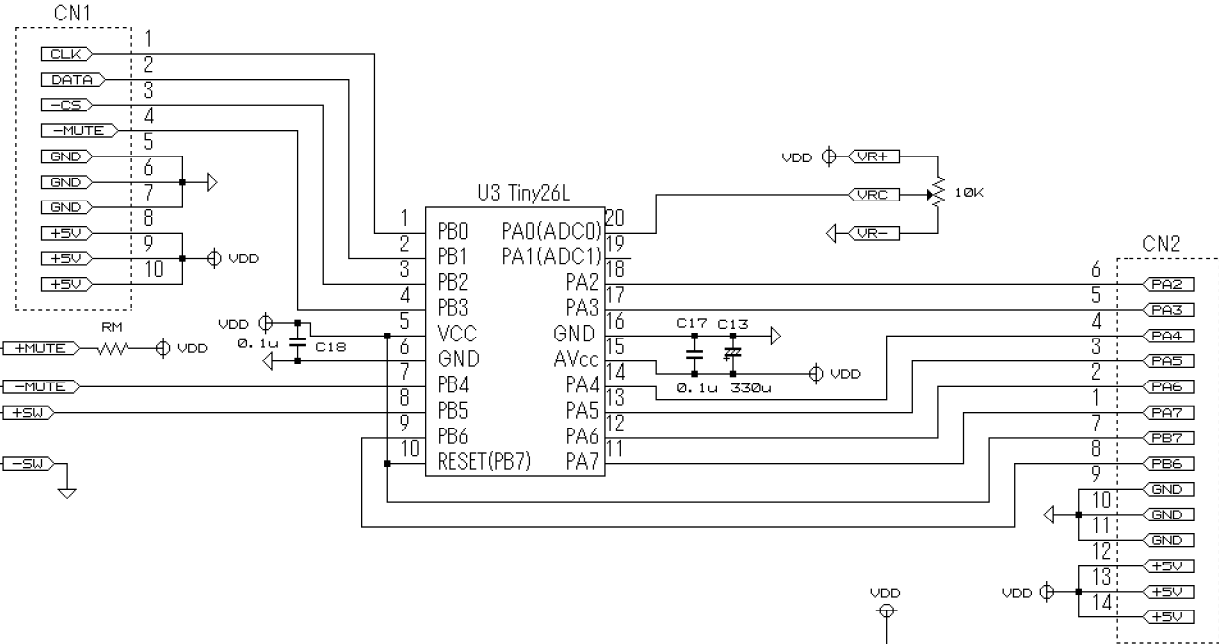 CN1
1
CLK
2
DATA
3
-CS
4
-MUTE
5
GND
6
GND
7
GND
8
+5V
9
+5V
VDD
10
+5V
RM
+MUTE
VDD
-MUTE
+SW
-SW
VDD
0.1u
C18
U3 Tiny26L
1 PB0 PA0(ADC0) 20
2 PB1 PA1(ADC1) 19
3 PB2 PA2 18
4 PB3 PA3 17
5 VCC GND 16
6 GND AVcc 15
7 PB4 PA4 14
8 PB5 PA5 13
9 PB6 PA6 12
10 RESET(PB7) PA7 11
VDD VR+
VRC 10K
VR-
C17 C13
0.1u 330u
VDD
CN2
6 PA2
5 PA3
4 PA4
3 PA5
2 PA6
1 PA7
7 PB7
8 PB6
9 GND
10 GND
11 GND
12 +5V
VDD 13 +5V
14 +5V
VDD